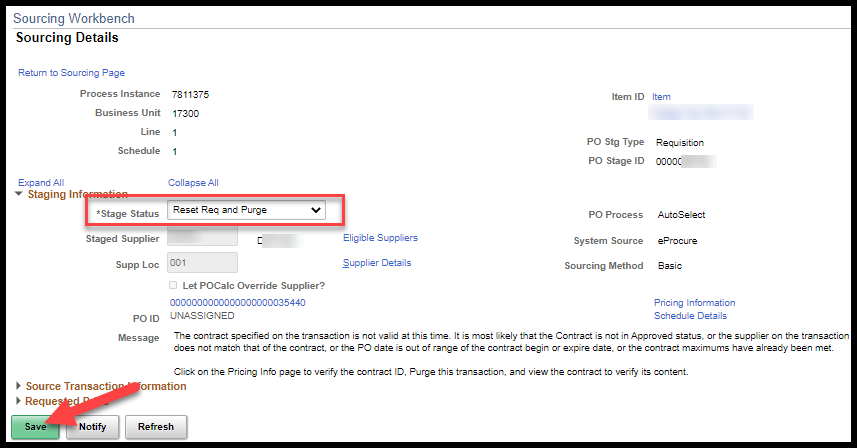 Sourcing Workbench
Sourcing Details
Return to Sourcing Page
Process Instance 7811375
Item ID Item
Business Unit 17300
Line 1
PO Stg Type Requisition
Schedule 1
PO Stage ID 00000
Expand All Collapse All
Staging Information
*Stage Status Reset Req and Purge
PO Process AutoSelect
Staged Supplier D Eligible Suppliers
System Source eProcure
Supp Loc 001 Supplier Details
Sourcing Method Basic
Let POCalc Override Supplier?
0000000000000000000035440 Pricing Information
PO ID UNASSIGNED Schedule Details
Message The contract specified on the transaction is not valid at this time. It is most likely that the Contract is not in Approved status, or the supplier on the transaction
does not match that of the contract, or the PO date is out of range of the contract begin or expire date, or the contract maximums have already been met.
Click on the Pricing Info page to verify the contract ID, Purge this transaction, and view the contract to verify its content.
Source Transaction Information
Requested
Save Notify Refresh